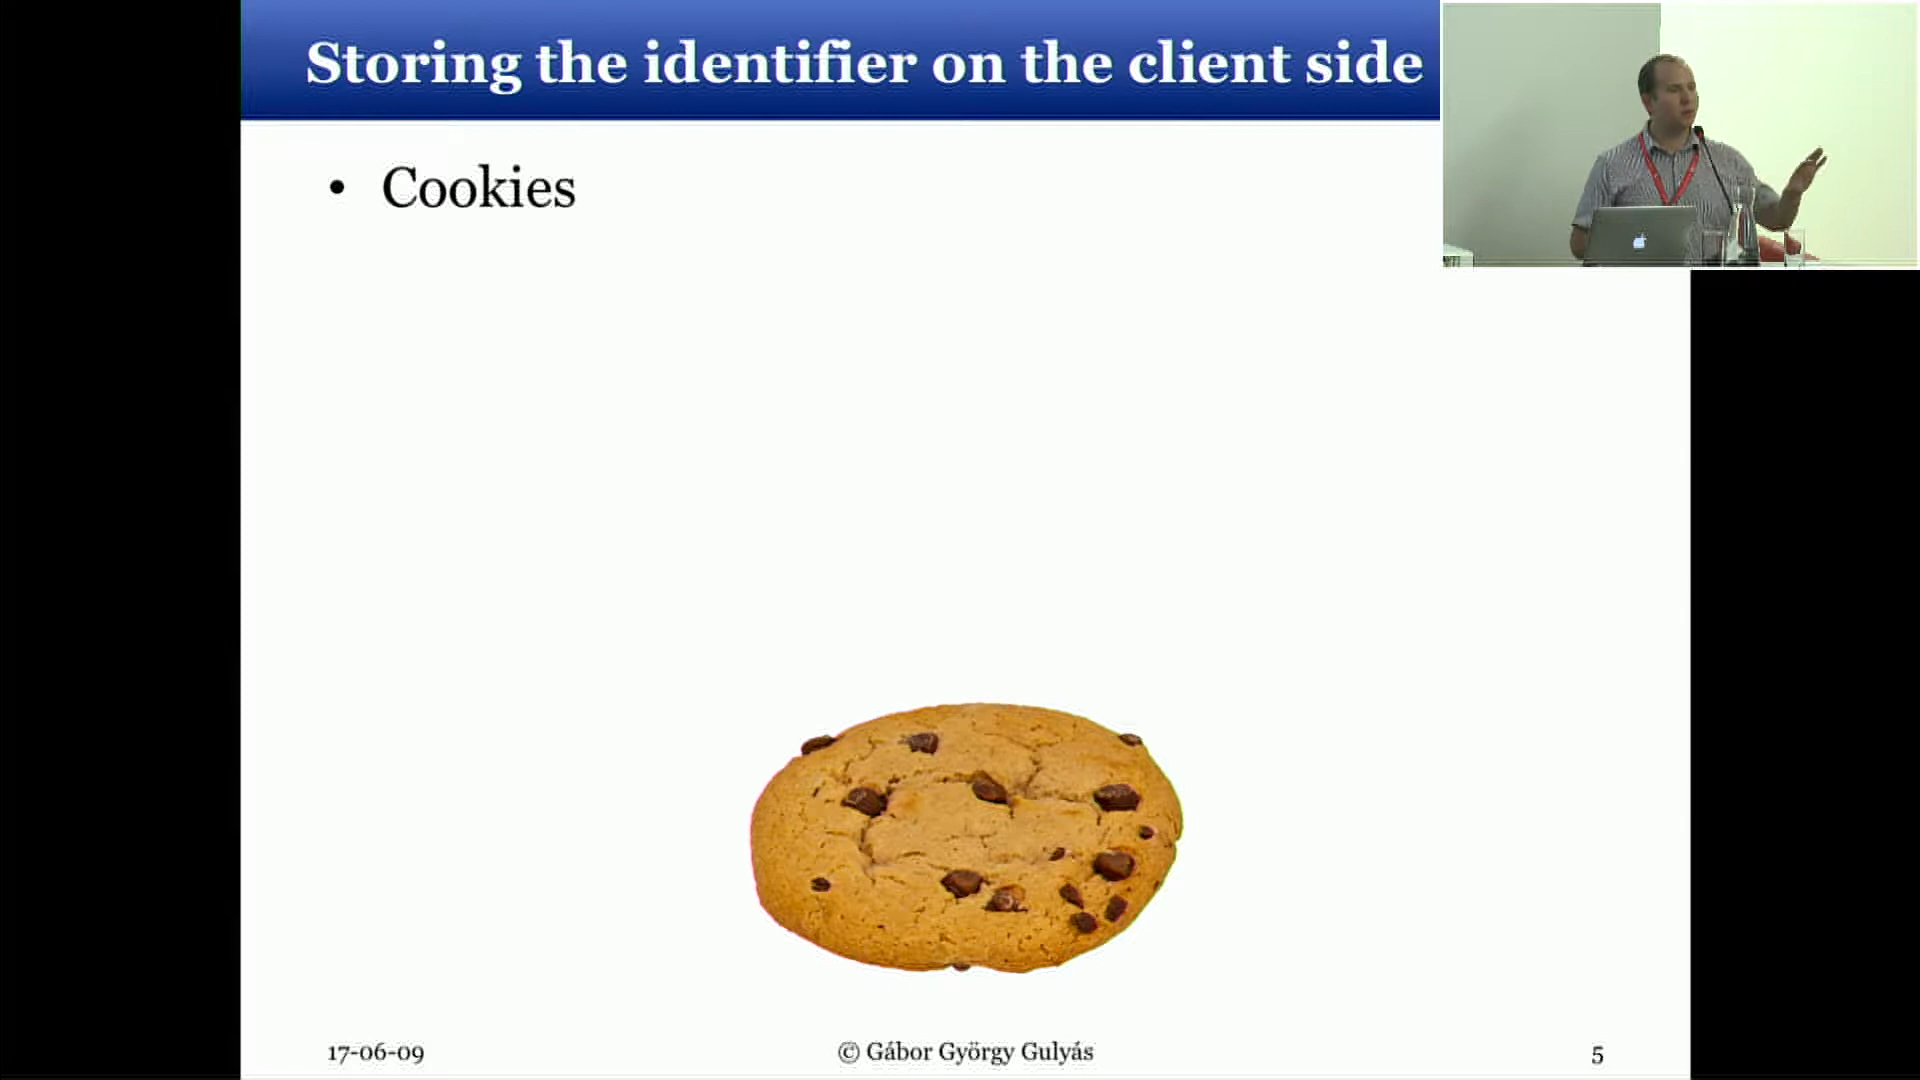 Storing the identifier on the client side
• Cookies
17-06-09
© Gábor György Gulyás
5